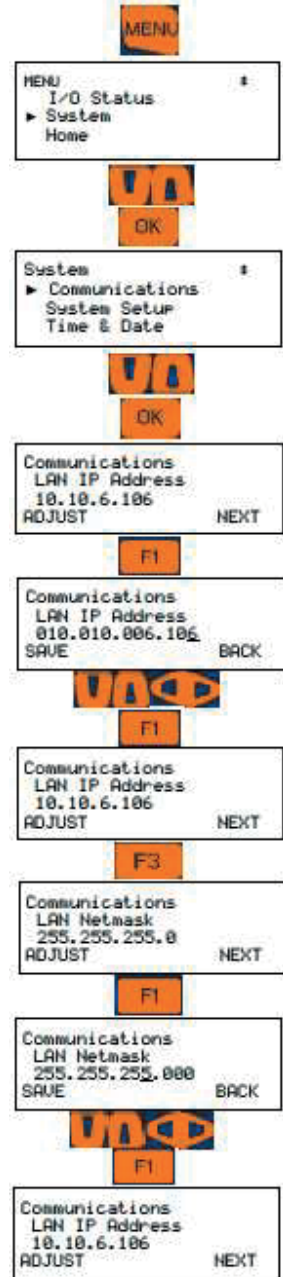 MENU
MENU
I/O Status
► System
Home
OK
System
► Communications
System Setup
Time & Date
OK
Communications
LAN IP Address
10.10.6.106
ADJUST NEXT
F1
Communications
LAN IP Address
010.010.006.106
SAVE BACK
F1
Communications
LAN IP Address
10.10.6.106
ADJUST NEXT
F3
Communications
LAN Netmask
255.255.255.0
ADJUST NEXT
F1
Communications
LAN Netmask
255.255.255.000
SAVE BACK
F1
Communications
LAN IP Address
10.10.6.106
ADJUST NEXT